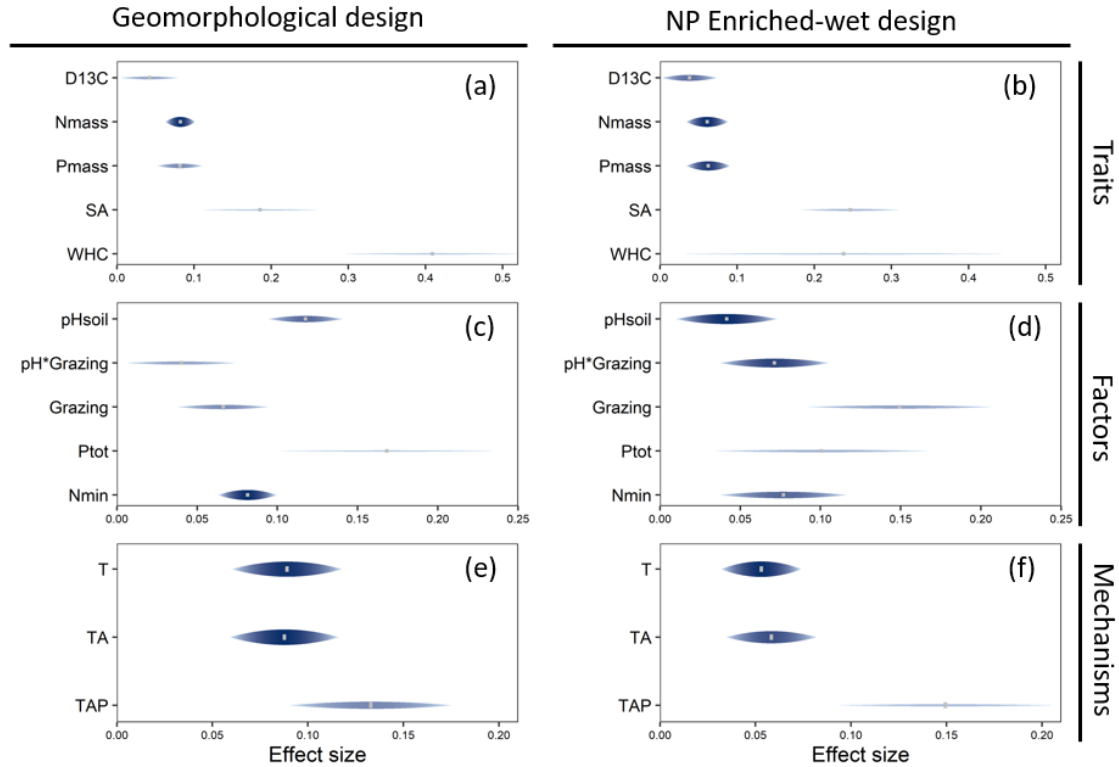 Geomorphological design
NP Enriched-wet design
(a)
D13C
Nmass
Pmass
SA
WHC
0.0 0.1 0.2 0.3 0.4 0.5
(b)
D13C
Nmass
Pmass
SA
WHC
0.0 0.1 0.2 0.3 0.4 0.5
Traits
(c)
pHsoil
pH*Grazing
Grazing
Ptot
Nmin
0.00 0.05 0.10 0.15 0.20 0.25
(d)
pHsoil
pH*Grazing
Grazing
Ptot
Nmin
0.00 0.05 0.10 0.15 0.20 0.25
Factors
(e)
T
TA
TAP
0.00 0.05 0.10 0.15 0.20
Effect size
(f)
T
TA
TAP
0.00 0.05 0.10 0.15 0.20
Effect size
Mechanisms